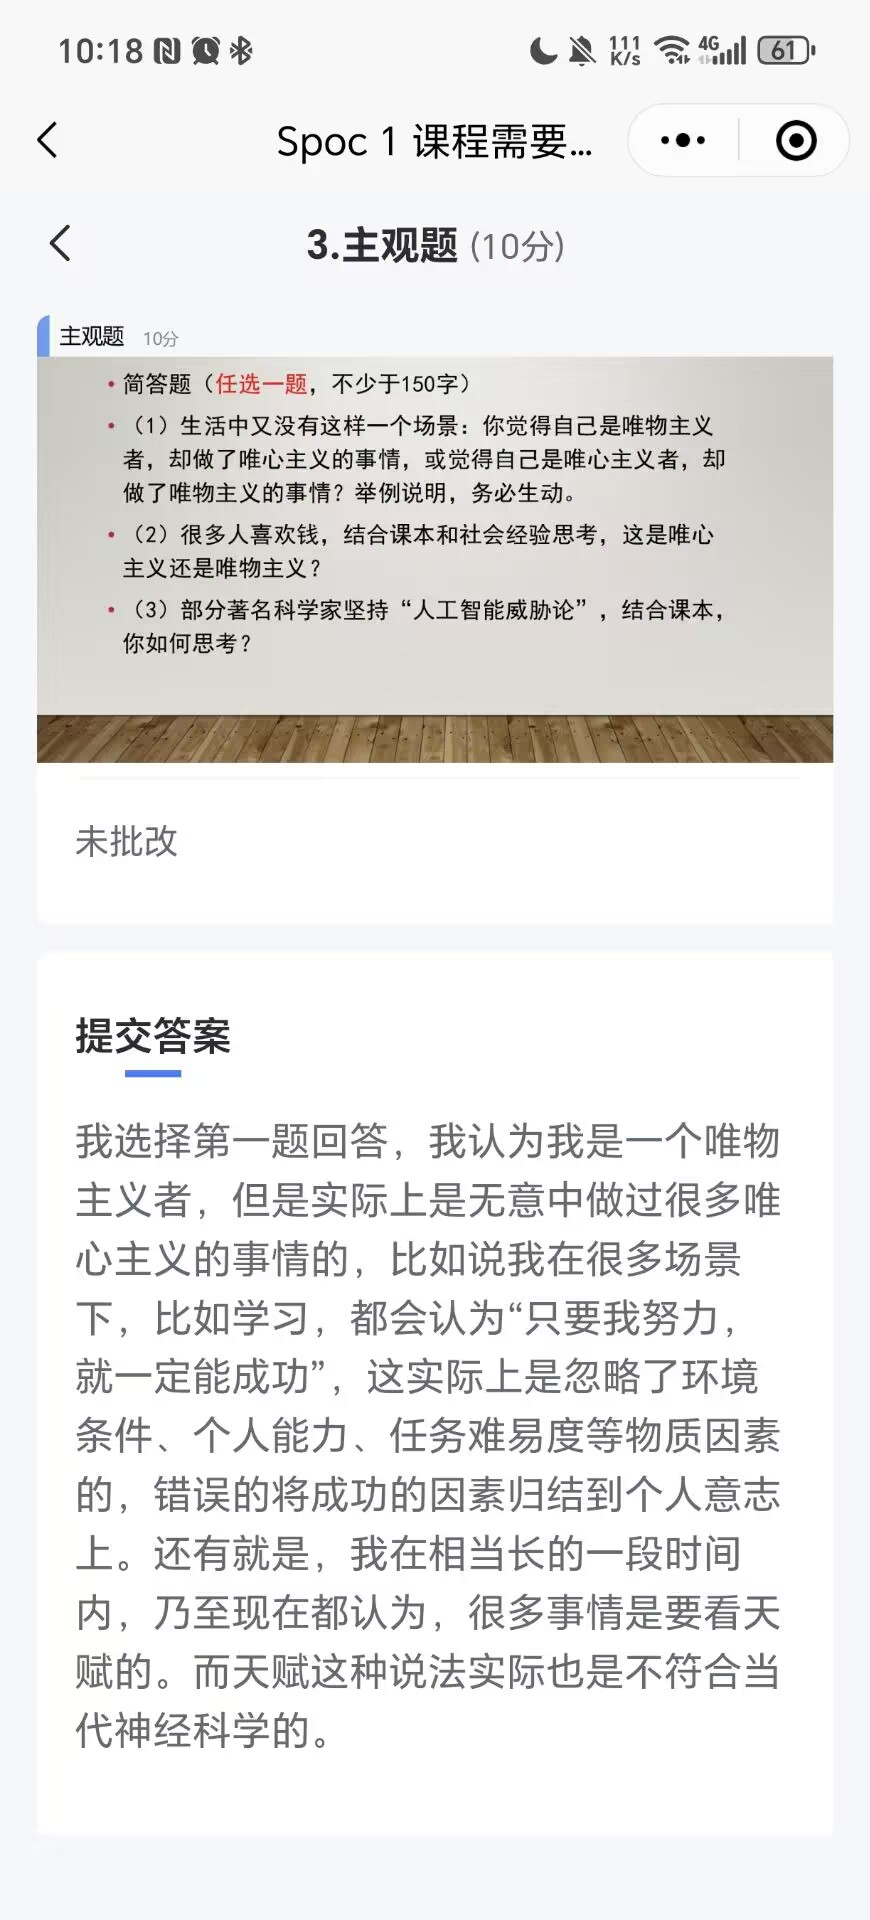 10:18
111 K/s
4G
61
Spoc 1 课程需要...
3.主观题 (10分)
主观题 10分
• 简答题（任选一题，不少于150字）
• （1）生活中又没有这样一个场景：你觉得自己是唯物主义
者，却做了唯心主义的事情，或觉得自己是唯心主义者，却
做了唯物主义的事情？举例说明，务必生动。
• （2）很多人喜欢钱，结合课本和社会经验思考，这是唯心
主义还是唯物主义？
• （3）部分著名科学家坚持“人工智能威胁论”，结合课本，
你如何思考？
未批改
提交答案
我选择第一题回答，我认为我是一个唯物
主义者，但是实际上是无意中做过很多唯
心主义的事情的，比如说我在很多场景
下，比如学习，都会认为“只要我努力，
就一定能成功”，这实际上是忽略了环境
条件、个人能力、任务难易度等物质因素
的，错误的将成功的因素归结到个人意志
上。还有就是，我在相当长的一段时间
内，乃至现在都认为，很多事情是要看天
赋的。而天赋这种说法实际也是不符合当
代神经科学的。